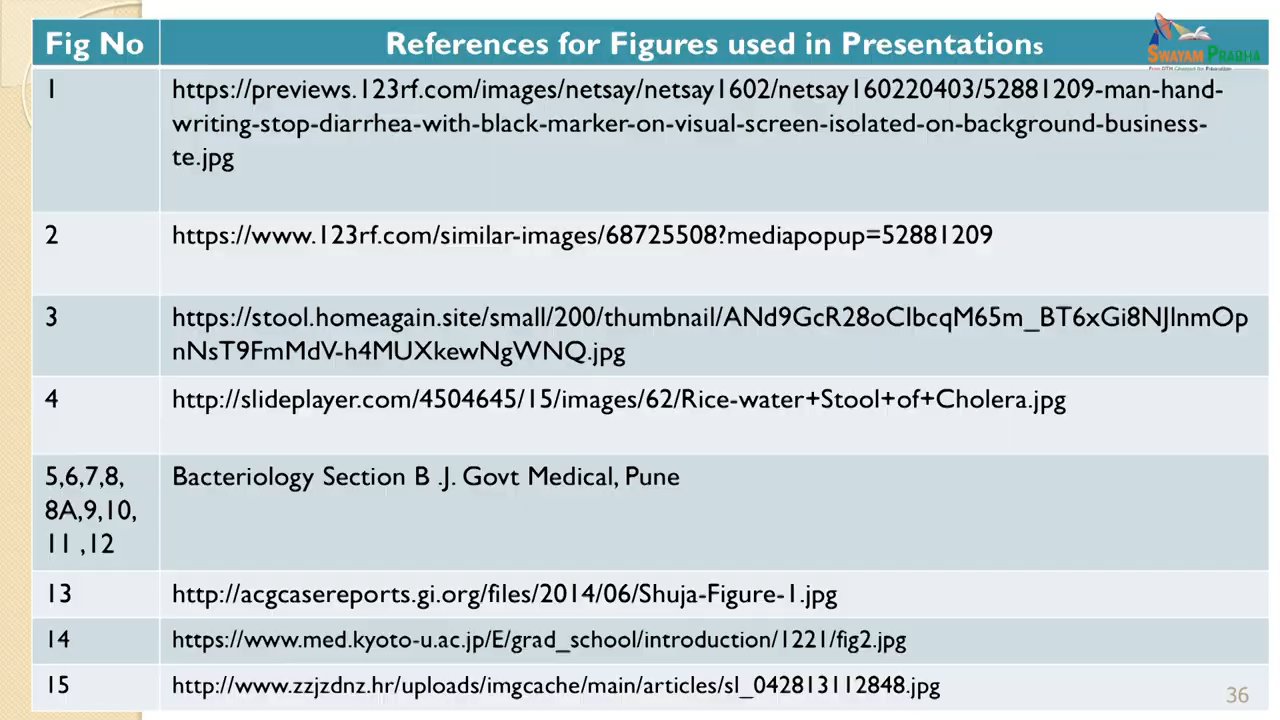 Fig No References for Figures used in Presentations
SWAYAM PRABHA
1 https://previews.123rf.com/images/netsay/netsay1602/netsay160220403/52881209-man-hand-
writing-stop-diarrhea-with-black-marker-on-visual-screen-isolated-on-background-business-
te.jpg
2 https://www.123rf.com/similar-images/68725508?mediapopup=52881209
3 https://stool.homeagain.site/small/200/thumbnail/ANd9GcR28oClbcqM65m_BT6xGi8NJlnmOp
nNsT9FmMdV-h4MUXkewNgWNQ.jpg
4 http://slideplayer.com/4504645/15/images/62/Rice-water+Stool+of+Cholera.jpg
5,6,7,8, Bacteriology Section B .J. Govt Medical, Pune
8A,9,10,
11 ,12
13 http://acgcasereports.gi.org/files/2014/06/Shuja-Figure-1.jpg
14 https://www.med.kyoto-u.ac.jp/E/grad_school/introduction/1221/fig2.jpg
15 http://www.zzjzdnz.hr/uploads/imgcache/main/articles/sl_042813112848.jpg
36